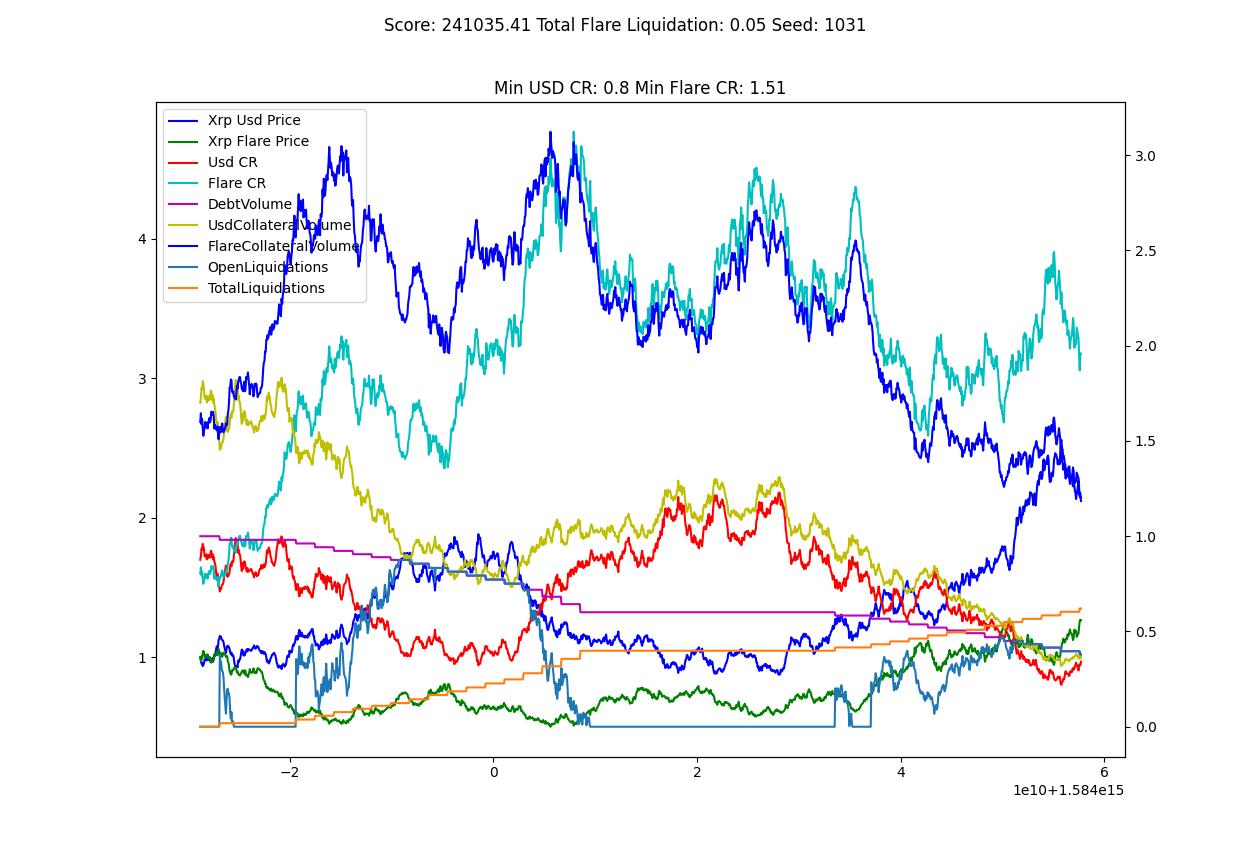 Score: 241035.41 Total Flare Liquidation: 0.05 Seed: 1031
Min USD CR: 0.8 Min Flare CR: 1.51
Xrp Usd Price
Xrp Flare Price
Usd CR
Flare CR
DebtVolume
UsdCollateralVolume
FlareCollateralVolume
OpenLiquidations
TotalLiquidations
4
3
2
1
3.0
2.5
2.0
1.5
1.0
0.5
0.0
−2
0
2
4
6
1e10+1.584e15